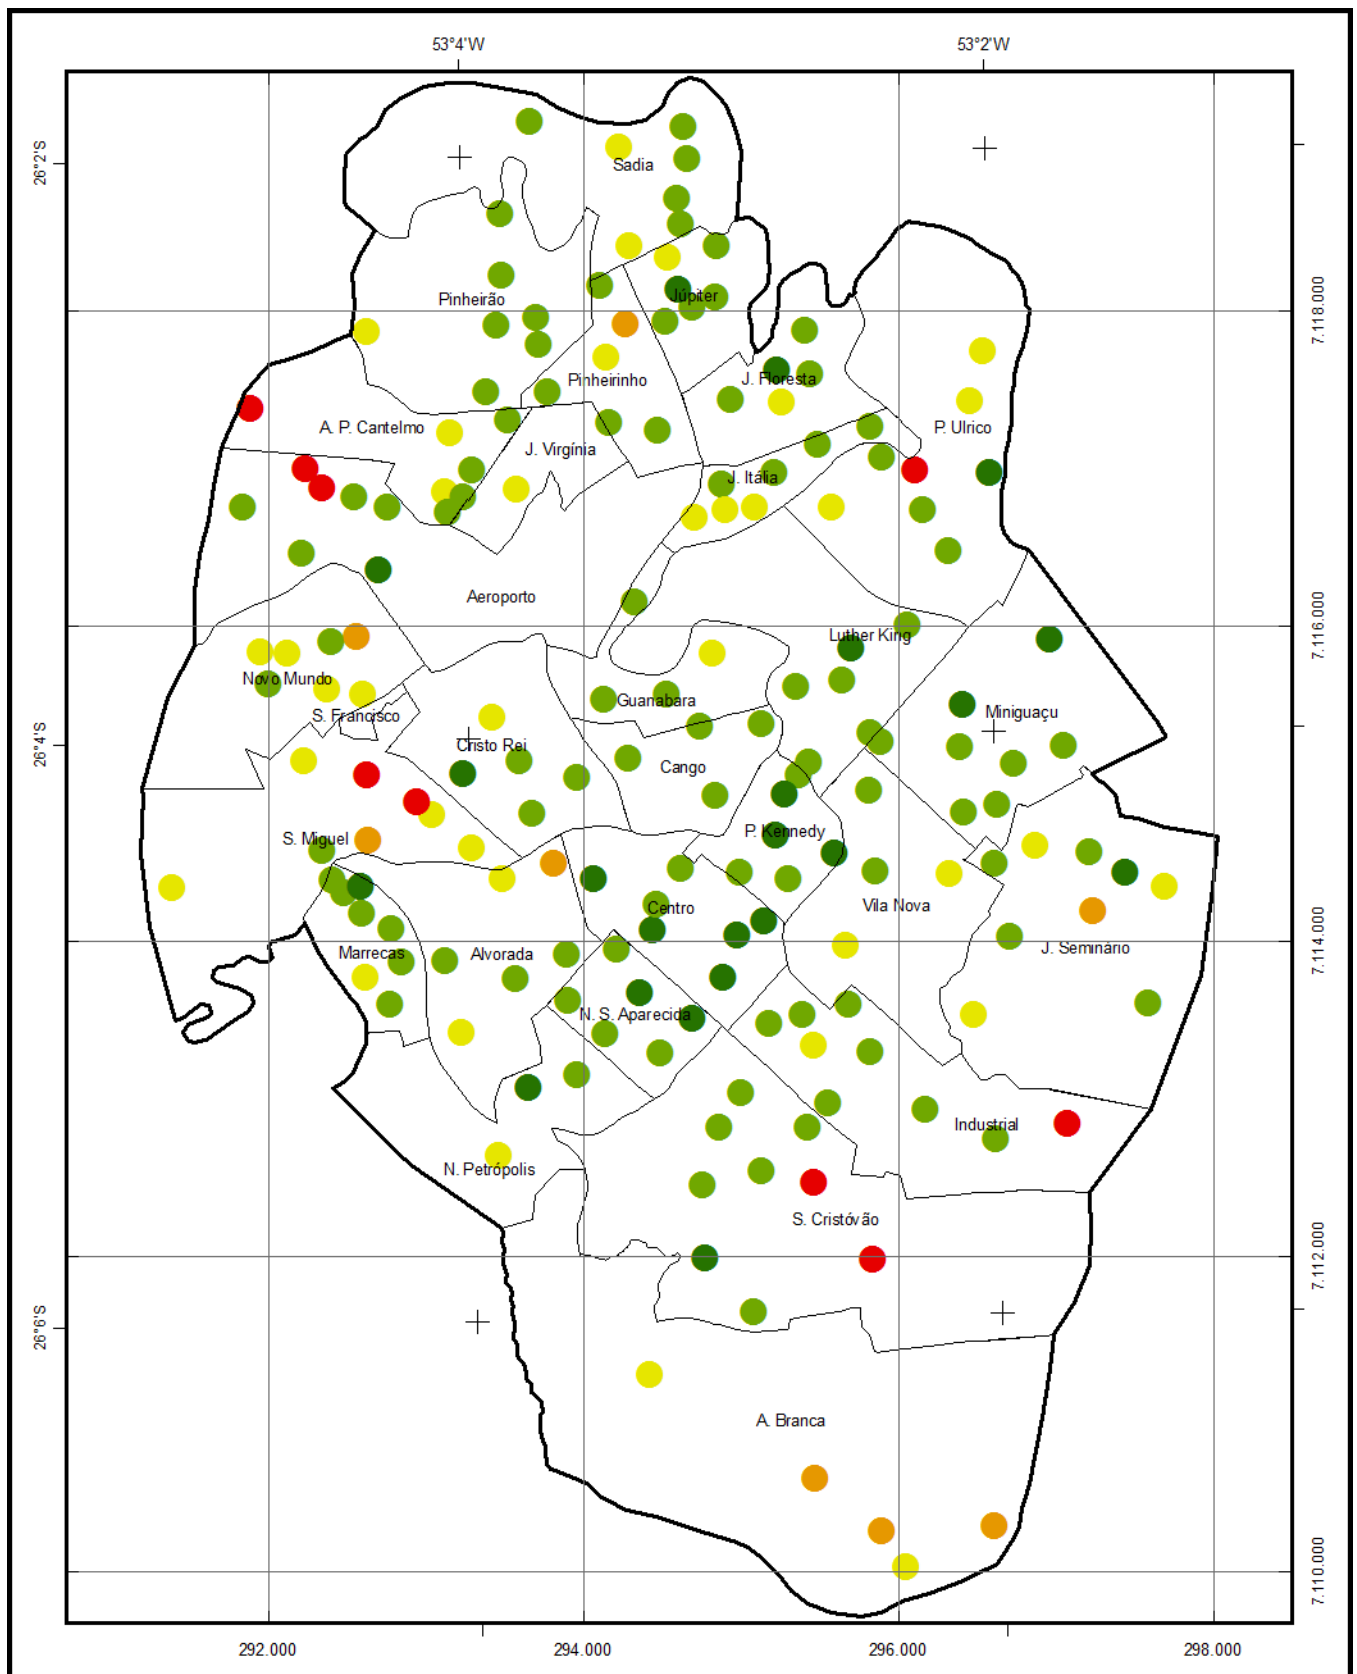 53°4'W
53°2'W
26°2'S
Sadia
Pinheirão
Júpiter
7.118.000
Pinheirinho
J. Floresta
A. P. Cantelmo
P. Ulrico
J. Virgínia
J. Itália
Aeroporto
7.116.000
Luther King
Novo Mundo
Guanabara
S. Francisco
Miniguaçu
26°4'S
Cristo Rei
Cango
P. Kennedy
S. Miguel
Centro
Vila Nova
7.114.000
Marrecas
Alvorada
J. Seminário
N. S. Aparecida
Industrial
N. Petrópolis
S. Cristóvão
7.112.000
26°6'S
A. Branca
7.110.000
292.000
294.000
296.000
298.000